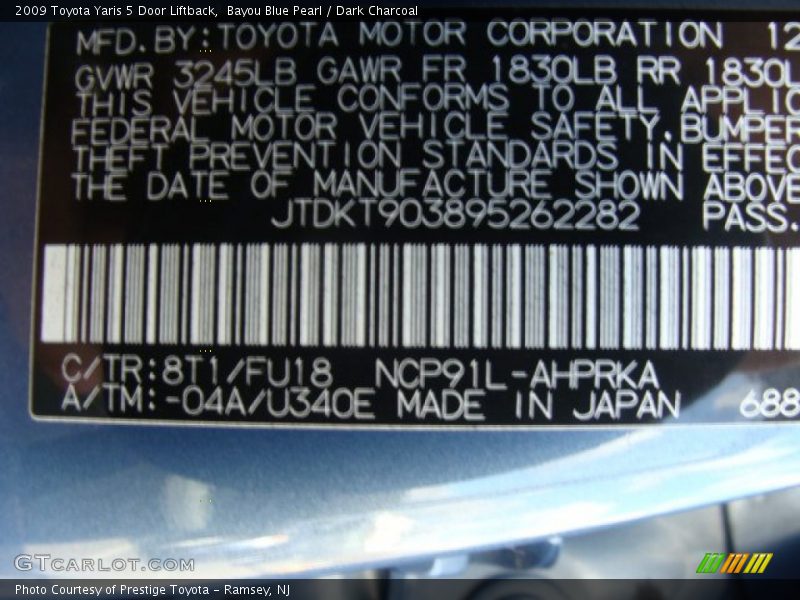 2009 Toyota Yaris 5 Door Liftback, Bayou Blue Pearl / Dark Charcoal
MFD. BY: TOYOTA MOTOR CORPORATION 12
GVWR 3245LB GAWR FR 1830LB RR 1830L
THIS VEHICLE CONFORMS TO ALL APPLIC
FEDERAL MOTOR VEHICLE SAFETY, BUMPER
THEFT PREVENTION STANDARDS IN EFFEC
THE DATE OF MANUFACTURE SHOWN ABOVE
JTDKT903895262282 PASS.
C/TR:8T1/FU18 NCP91L-AHPRKA
A/TM:-04A/U340E MADE IN JAPAN 688
GTCARLOT.COM
Photo Courtesy of Prestige Toyota - Ramsey, NJ